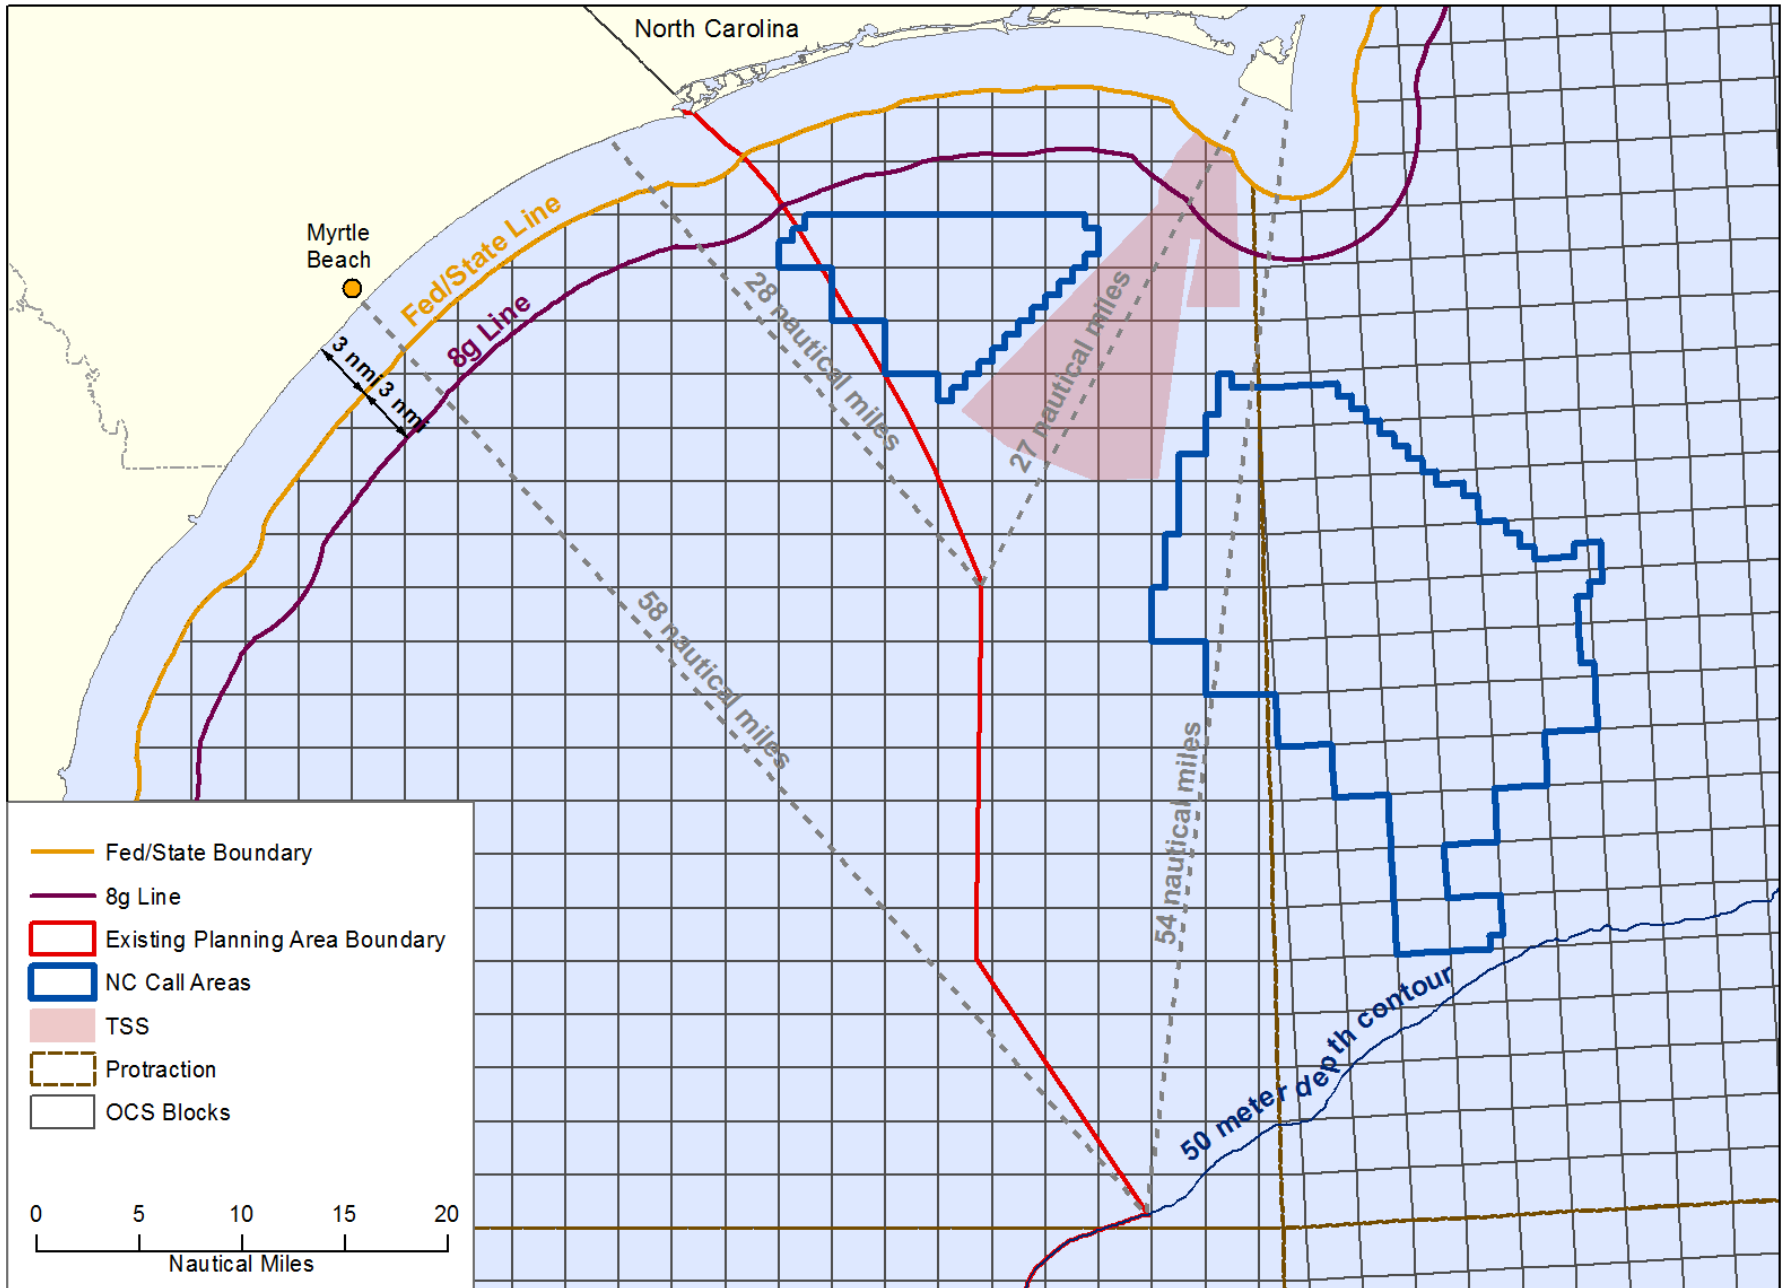 North Carolina
Myrtle
Beach
Fed/State Line
8g Line
3 nmi
3 nmi
28 nautical miles
27 nautical miles
58 nautical miles
54 nautical miles
50 meter depth contour
Fed/State Boundary
8g Line
Existing Planning Area Boundary
NC Call Areas
TSS
Protraction
OCS Blocks
0 5 10 15 20
Nautical Miles